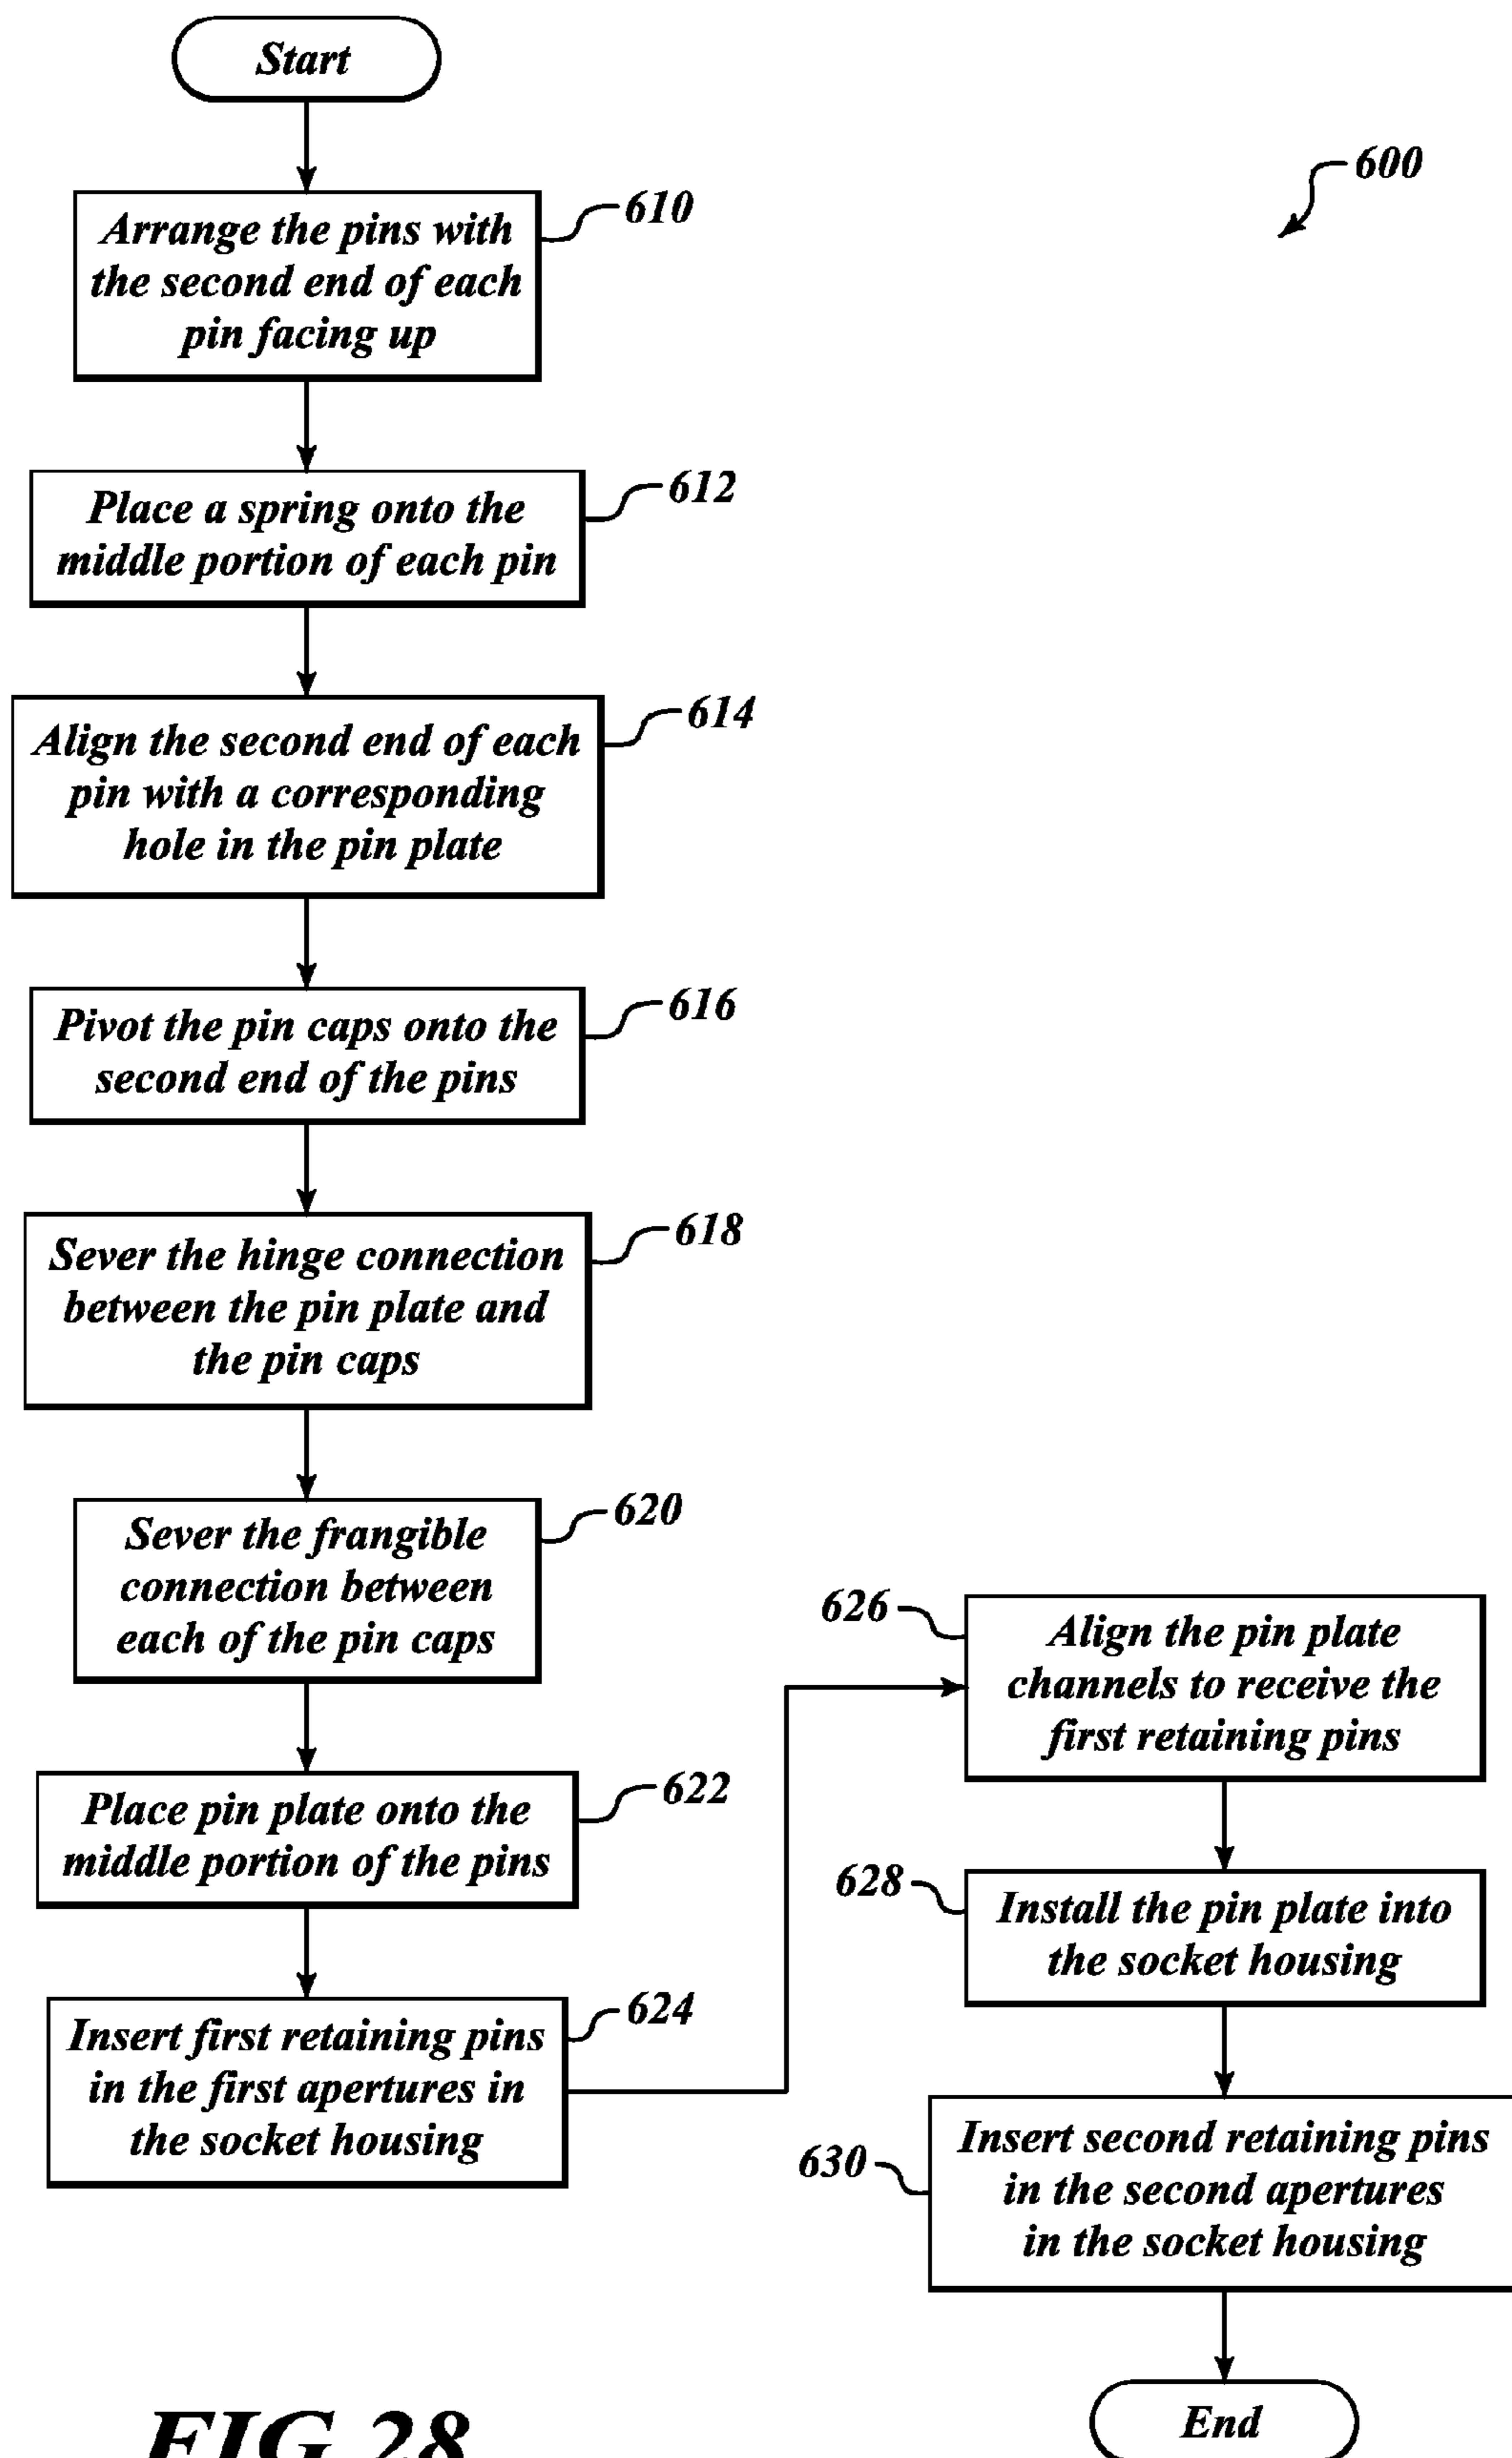 Start
600
610
Arrange the pins with
the second end of each
pin facing up
612
Place a spring onto the
middle portion of each pin
614
Align the second end of each
pin with a corresponding
hole in the pin plate
616
Pivot the pin caps onto the
second end of the pins
618
Sever the hinge connection
between the pin plate and
the pin caps
620
Sever the frangible
connection between
each of the pin caps
622
Place pin plate onto the
middle portion of the pins
624
Insert first retaining pins
in the first apertures in
the socket housing
626
Align the pin plate
channels to receive the
first retaining pins
628
Install the pin plate into
the socket housing
630
Insert second retaining pins
in the second apertures
in the socket housing
End
FIG 28